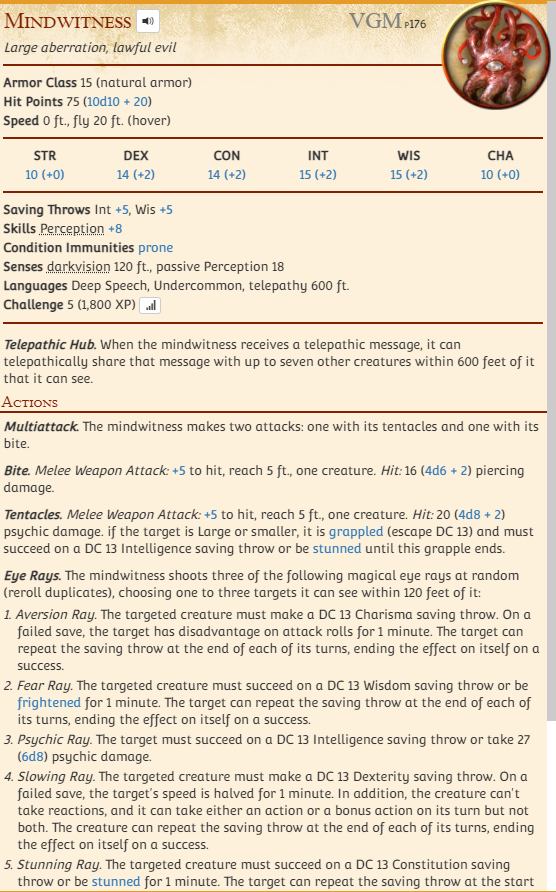 MINDWITNESS VGM P176
Large aberration, lawful evil
Armor Class 15 (natural armor)
Hit Points 75 (10d10 + 20)
Speed 0 ft., fly 20 ft. (hover)
STR DEX CON INT WIS CHA
10 (+0) 14 (+2) 14 (+2) 15 (+2) 15 (+2) 10 (+0)
Saving Throws Int +5, Wis +5
Skills Perception +8
Condition Immunities prone
Senses darkvision 120 ft., passive Perception 18
Languages Deep Speech, Undercommon, telepathy 600 ft.
Challenge 5 (1,800 XP)
Telepathic Hub. When the mindwitness receives a telepathic message, it can
telepathically share that message with up to seven other creatures within 600 feet of it
that it can see.
ACTIONS
Multiattack. The mindwitness makes two attacks: one with its tentacles and one with its
bite.
Bite. Melee Weapon Attack: +5 to hit, reach 5 ft., one creature. Hit: 16 (4d6 + 2) piercing
damage.
Tentacles. Melee Weapon Attack: +5 to hit, reach 5 ft., one creature. Hit: 20 (4d8 + 2)
psychic damage. if the target is Large or smaller, it is grappled (escape DC 13) and must
succeed on a DC 13 Intelligence saving throw or be stunned until this grapple ends.
Eye Rays. The mindwitness shoots three of the following magical eye rays at random
(reroll duplicates), choosing one to three targets it can see within 120 feet of it:
1. Aversion Ray. The targeted creature must make a DC 13 Charisma saving throw. On a
failed save, the target has disadvantage on attack rolls for 1 minute. The target can
repeat the saving throw at the end of each of its turns, ending the effect on itself on a
success.
2. Fear Ray. The targeted creature must succeed on a DC 13 Wisdom saving throw or be
frightened for 1 minute. The target can repeat the saving throw at the end of each of
its turns, ending the effect on itself on a success.
3. Psychic Ray. The target must succeed on a DC 13 Intelligence saving throw or take 27
(6d8) psychic damage.
4. Slowing Ray. The targeted creature must make a DC 13 Dexterity saving throw. On a
failed save, the target's speed is halved for 1 minute. In addition, the creature can't
take reactions, and it can take either an action or a bonus action on its turn but not
both. The creature can repeat the saving throw at the end of each of its turns, ending
the effect on itself on a success.
5. Stunning Ray. The targeted creature must succeed on a DC 13 Constitution saving
throw or be stunned for 1 minute. The target can repeat the saving throw at the start